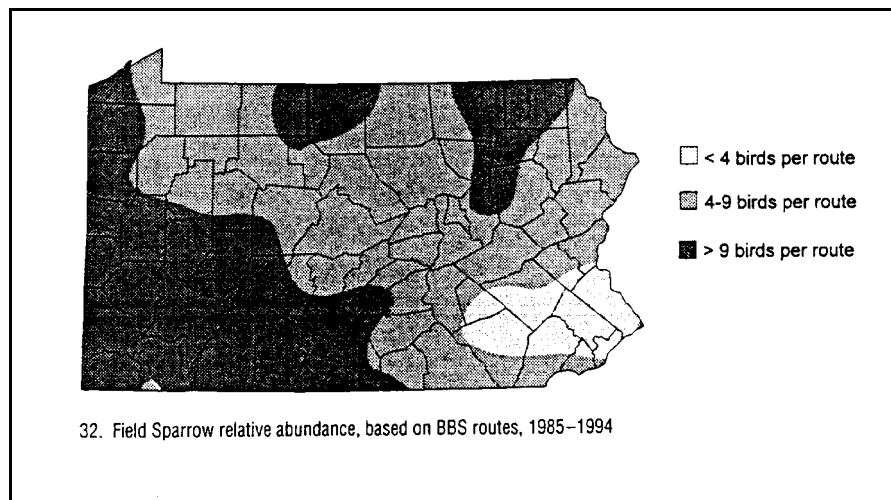 < 4 birds per route
4-9 birds per route
> 9 birds per route
32. Field Sparrow relative abundance, based on BBS routes, 1985–1994